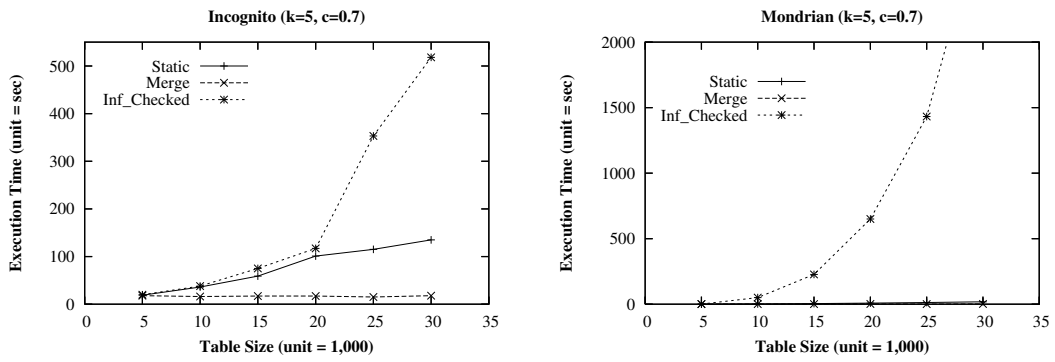 Incognito (k=5, c=0.7)
Execution Time (unit = sec)
500
400
300
200
100
0
Static
Merge
Inf_Checked
0 5 10 15 20 25 30 35
Table Size (unit = 1,000)
Mondrian (k=5, c=0.7)
Execution Time (unit = sec)
2000
1500
1000
500
0
Static
Merge
Inf_Checked
0 5 10 15 20 25 30 35
Table Size (unit = 1,000)